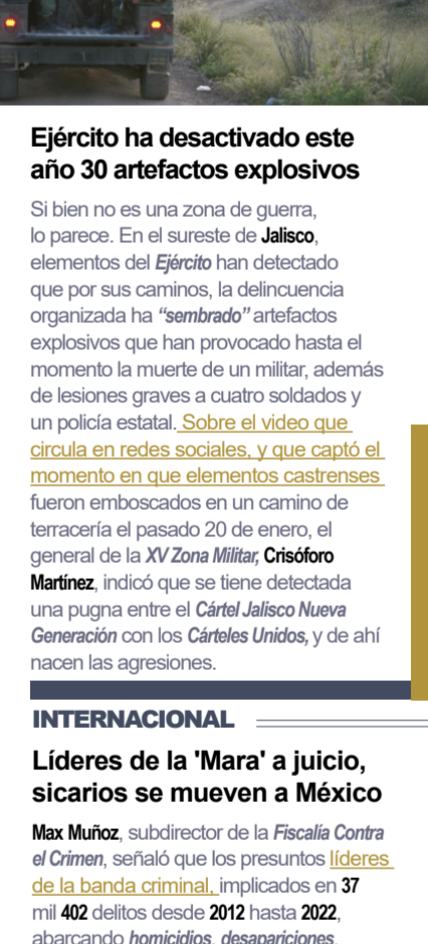 Ejército ha desactivado este
año 30 artefactos explosivos
Si bien no es una zona de guerra,
lo parece. En el sureste de Jalisco,
elementos del Ejército han detectado
que por sus caminos, la delincuencia
organizada ha “sembrado” artefactos
explosivos que han provocado hasta el
momento la muerte de un militar, además
de lesiones graves a cuatro soldados y
un policía estatal. Sobre el video que
circula en redes sociales, y que captó el
momento en que elementos castrenses
fueron emboscados en un camino de
terracería el pasado 20 de enero, el
general de la XV Zona Militar, Crisóforo
Martínez, indicó que se tiene detectada
una pugna entre el Cártel Jalisco Nueva
Generación con los Cárteles Unidos, y de ahí
nacen las agresiones.
INTERNACIONAL
Líderes de la 'Mara' a juicio,
sicarios se mueven a México
Max Muñoz, subdirector de la Fiscalía Contra
el Crimen, señaló que los presuntos líderes
de la banda criminal, implicados en 37
mil 402 delitos desde 2012 hasta 2022,
abarcando homicidios, desapariciones,